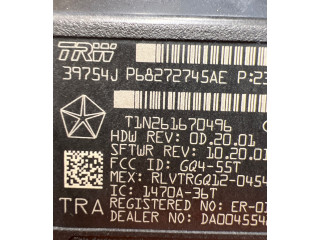 TRW
39754J P68272745AE P:23
T1N261670496
HDW REV: 0D.20.01
SFTWR REV: 10.20.01
FCC ID: GQ4-55T
MEX: RLVTRGQ12-0454
IC: 1470A-36T
TRA REGISTERED No: ER-03
DEALER No: DA004554